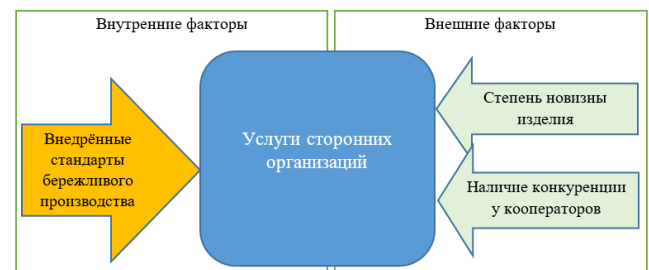 Внутренние факторы
Внешние факторы
Внедрённые
стандарты
бережливого
производства
Услуги сторонних
организаций
Степень новизны
изделия
Наличие конкуренции
у кооператоров